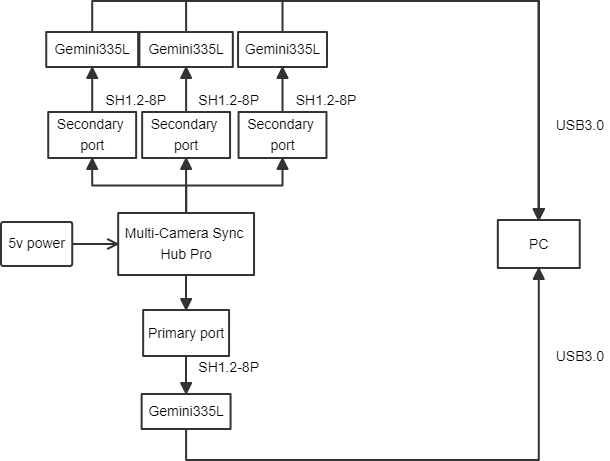 Gemini335L
Gemini335L
Gemini335L
SH1.2-8P
SH1.2-8P
SH1.2-8P
Secondary
port
Secondary
port
Secondary
port
USB3.0
5v power
Multi-Camera Sync
Hub Pro
PC
Primary port
SH1.2-8P
USB3.0
Gemini335L